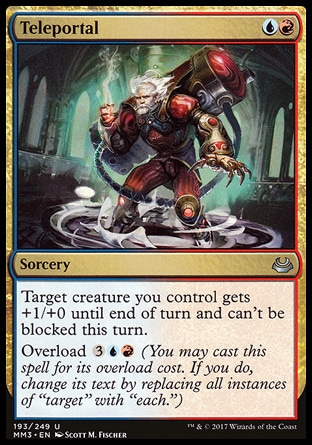 Teleportal
Sorcery
Target creature you control gets
+1/+0 until end of turn and can't be
blocked this turn.
Overload 3 (You may cast this
spell for its overload cost. If you do,
change its text by replacing all instances
of “target” with “each.”)
193/249 U
MM3 • EN Scott M. Fischer
™ & © 2017 Wizards of the Coast